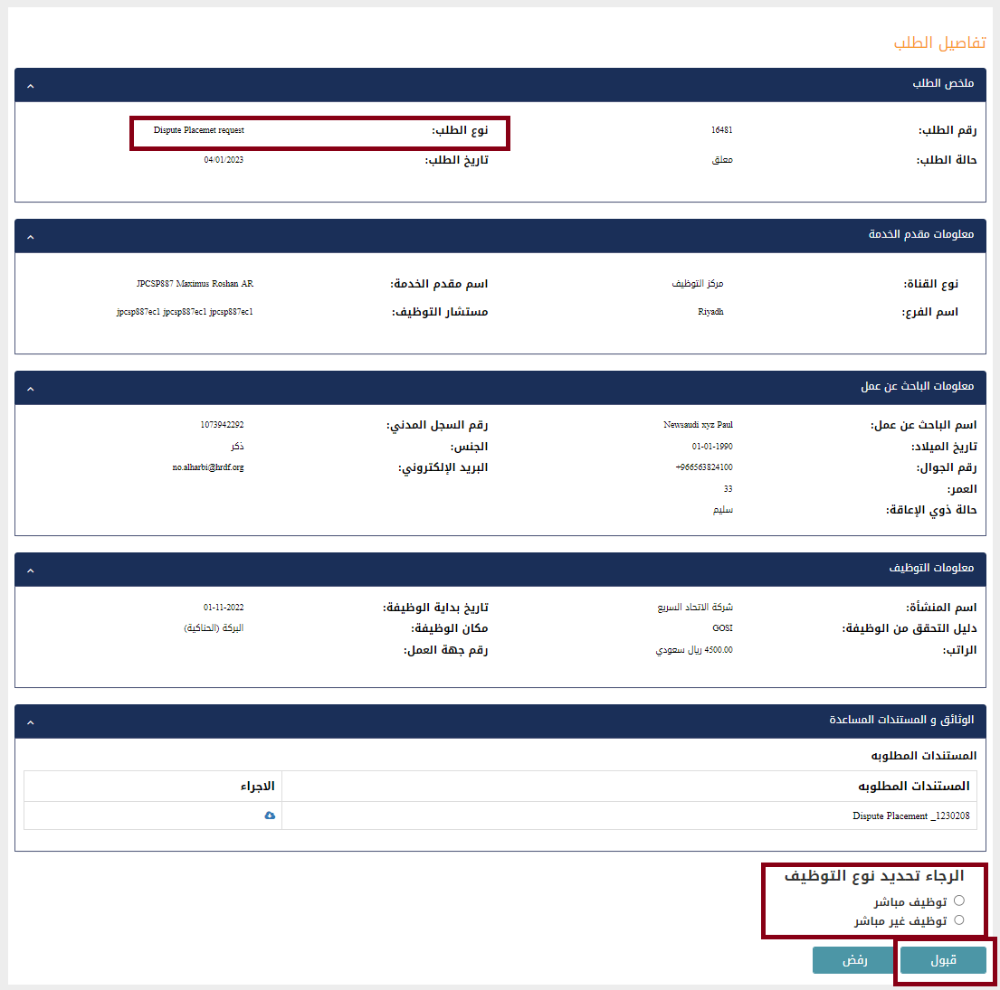 تفاصيل الطلب
ملخص الطلب
رقم الطلب: 16481 نوع الطلب: Dispute Placemet request
حالة الطلب: معلق تاريخ الطلب: 04/01/2023
معلومات مقدم الخدمة
نوع القناة: مركز التوظيف اسم مقدم الخدمة: JPCSP887 Maximus Roshan AR
اسم الفرع: Riyadh مستشار التوظيف: jpcsp887ec1 jpcsp887ec1 jpcsp887ec1
معلومات الباحث عن عمل
اسم الباحث عن عمل: Newsaudi xyz Paul رقم السجل المدني: 1073942292
تاريخ الميلاد: 01-01-1990 الجنس: ذكر
رقم الجوال: +966563824100 البريد الإلكتروني: no.alharbi@hrdf.org
العمر: 33
حالة ذوي الإعاقة: سليم
معلومات التوظيف
اسم المنشأة: شركة الاتحاد السريع تاريخ بداية الوظيفة: 01-11-2022
دليل التحقق من الوظيفة: GOSI مكان الوظيفة: البركة (الحناكية)
الراتب: 4500.00 ريال سعودي رقم جهة العمل:
الوثائق و المستندات المساعدة
المستندات المطلوبه
المستندات المطلوبه الاجراء
Dispute Placement _1230208
الرجاء تحديد نوع التوظيف
توظيف مباشر
توظيف غير مباشر
قبول رفض